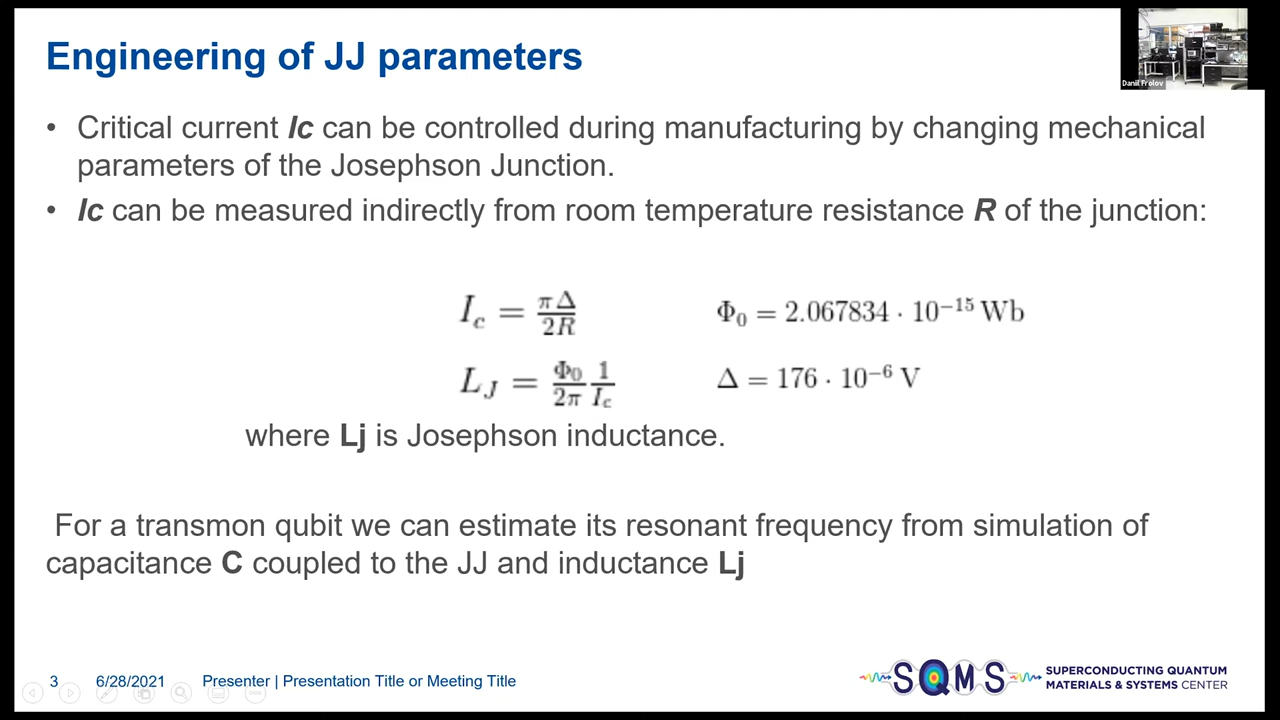 Engineering of JJ parameters
Danil Frolov
• Critical current Ic can be controlled during manufacturing by changing mechanical
parameters of the Josephson Junction.
• Ic can be measured indirectly from room temperature resistance R of the junction:
I_c = πΔ/2R
Φ₀ = 2.067834 · 10⁻¹⁵ Wb
L_J = Φ₀/2π 1/I_c
Δ = 176 · 10⁻⁶ V
where Lj is Josephson inductance.
For a transmon qubit we can estimate its resonant frequency from simulation of
capacitance C coupled to the JJ and inductance Lj
3 6/28/2021 Presenter | Presentation Title or Meeting Title
SQMS
SUPERCONDUCTING QUANTUM
MATERIALS & SYSTEMS CENTER